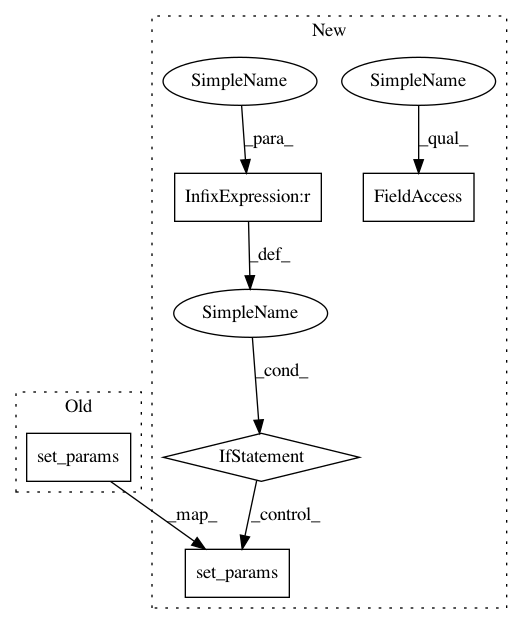 New
SimpleName
SimpleName
_para_
_qual_
InfixExpression:r
FieldAccess
_def_
SimpleName
_cond_
Old
set_params
IfStatement
_map_
_control_
set_params